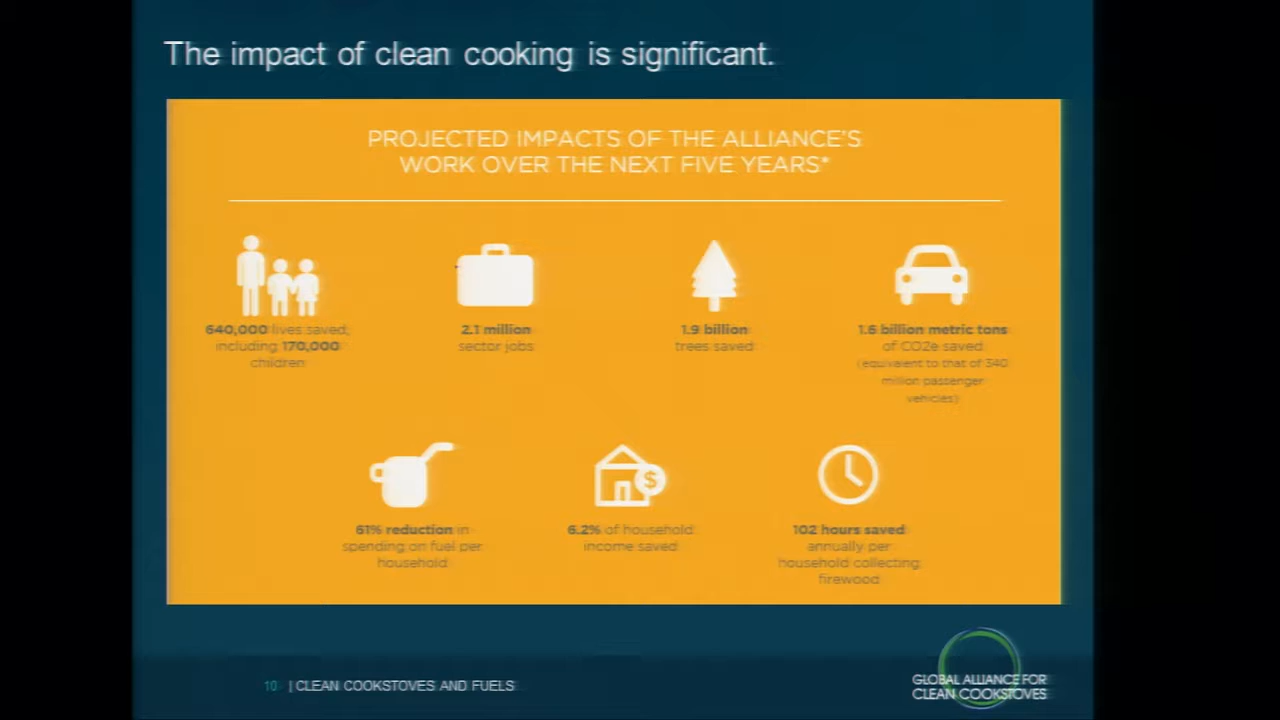 The impact of clean cooking is significant.
PROJECTED IMPACTS OF THE ALLIANCE'S
WORK OVER THE NEXT FIVE YEARS*
640,000 lives saved,
including 170,000
children
2.1 million
sector jobs
1.9 billion
trees saved
1.6 billion metric tons
of CO2e saved
(equivalent to that of 340
million passenger
vehicles)
$
61% reduction in
spending on fuel per
household
6.2% of household
income saved
102 hours saved
annually per
household collecting
firewood
10 | CLEAN COOKSTOVES AND FUELS
GLOBAL ALLIANCE FOR
CLEAN COOKSTOVES